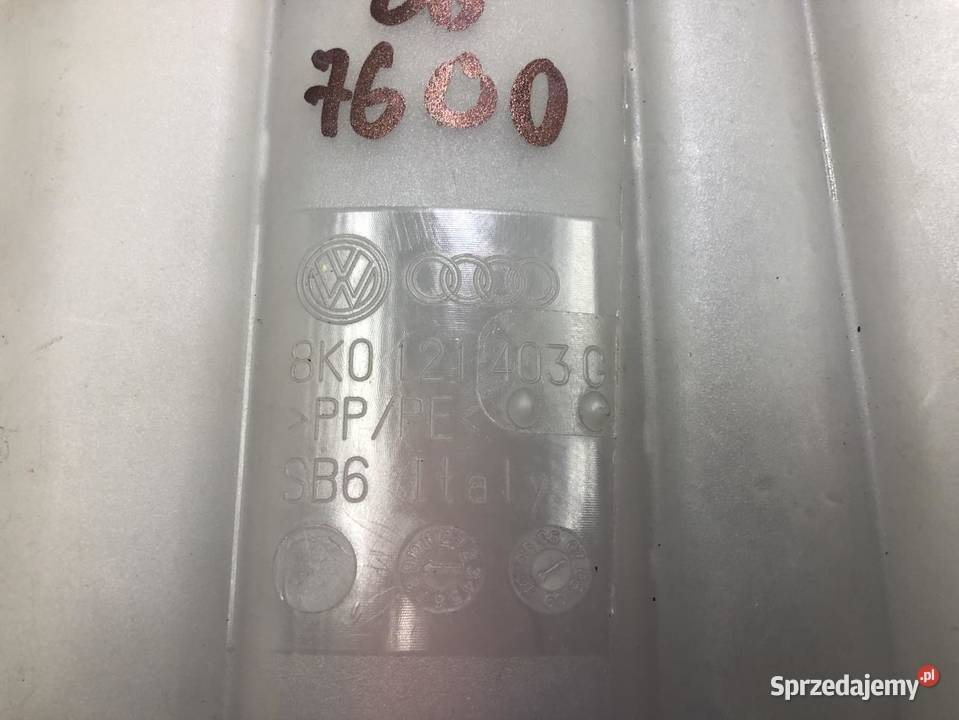 7600
8K0 121 403
>PP/PE<
SB6 Italy
Sprzedajemy.pl